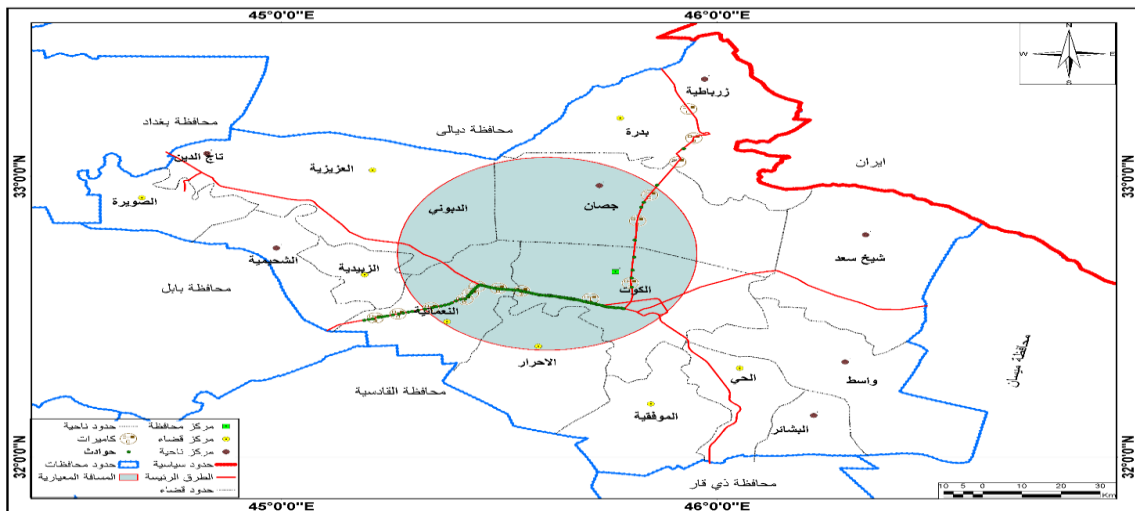 45°0'0"E 46°0'0"E
N
W E
S
زرباطية
بدرة
محافظة ديالى
محافظة بغداد
تاج الدين
العزيزية
ايران
33°0'0"N 33°0'0"N
الصويرة
الدبوني
جصان
الشحيمية
الزبيدية
شيخ سعد
محافظة بابل
الكوت
النعمانية
محافظة ميسان
الاحرار
الحي
واسط
محافظة القادسية
الموفقية
البشائر
32°0'0"N 32°0'0"N
محافظة ذي قار
مركز محافظة حدود ناحية
مركز قضاء كاميرات
مركز ناحية حوادث
حدود سياسية حدود محافظات
الطرق الرئيسة المسافة المعيارية
حدود قضاء
10 5 0 10 20 30
Km
45°0'0"E 46°0'0"E